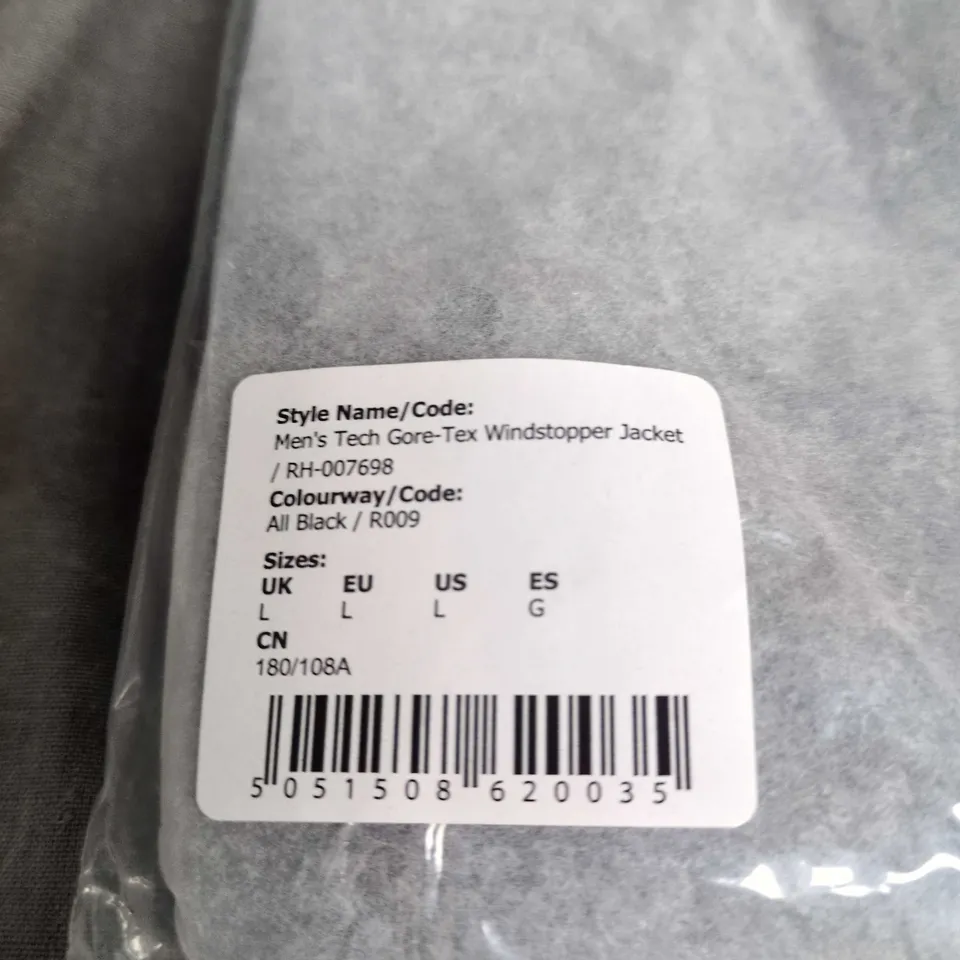 Style Name/Code:
Men's Tech Gore-Tex Windstopper Jacket
/ RH-007698
Colourway/Code:
All Black / R009
Sizes:
UK EU US ES
L L L G
CN
180/108A
5 051508 620035